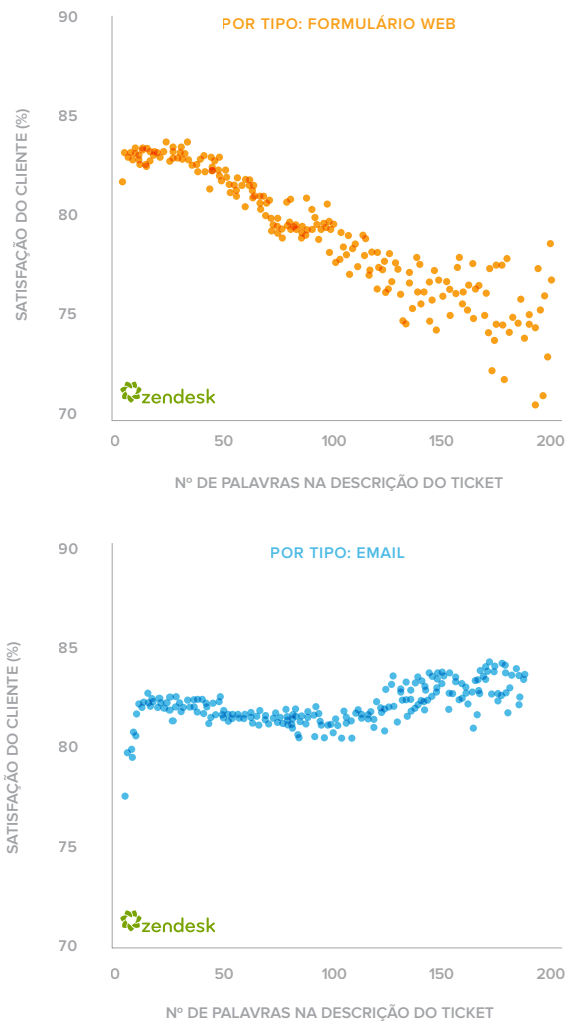 POR TIPO: FORMULÁRIO WEB
90
85
80
75
70
SATISFAÇÃO DO CLIENTE (%)
zendesk
0 50 100 150 200
Nº DE PALAVRAS NA DESCRIÇÃO DO TICKET
POR TIPO: EMAIL
90
85
80
75
70
SATISFAÇÃO DO CLIENTE (%)
zendesk
0 50 100 150 200
Nº DE PALAVRAS NA DESCRIÇÃO DO TICKET